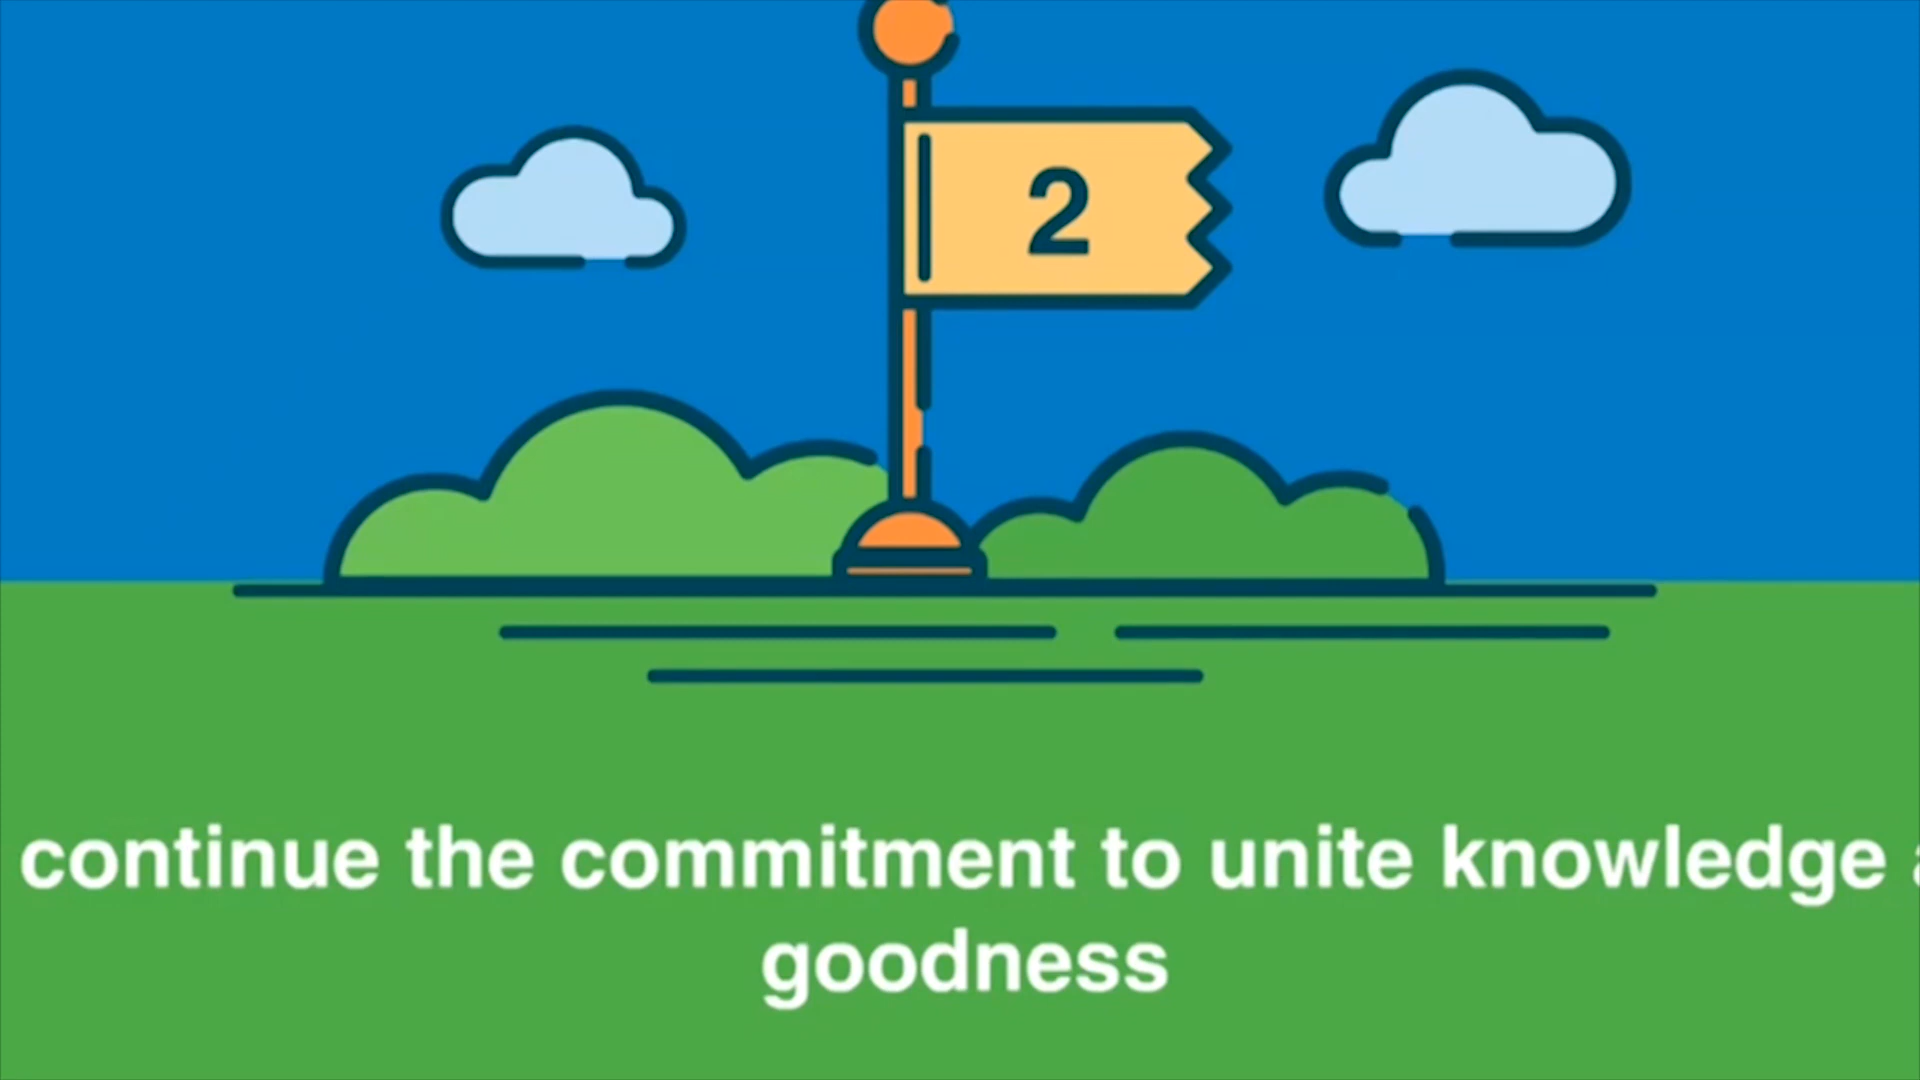 2
continue the commitment to unite knowledge
goodness